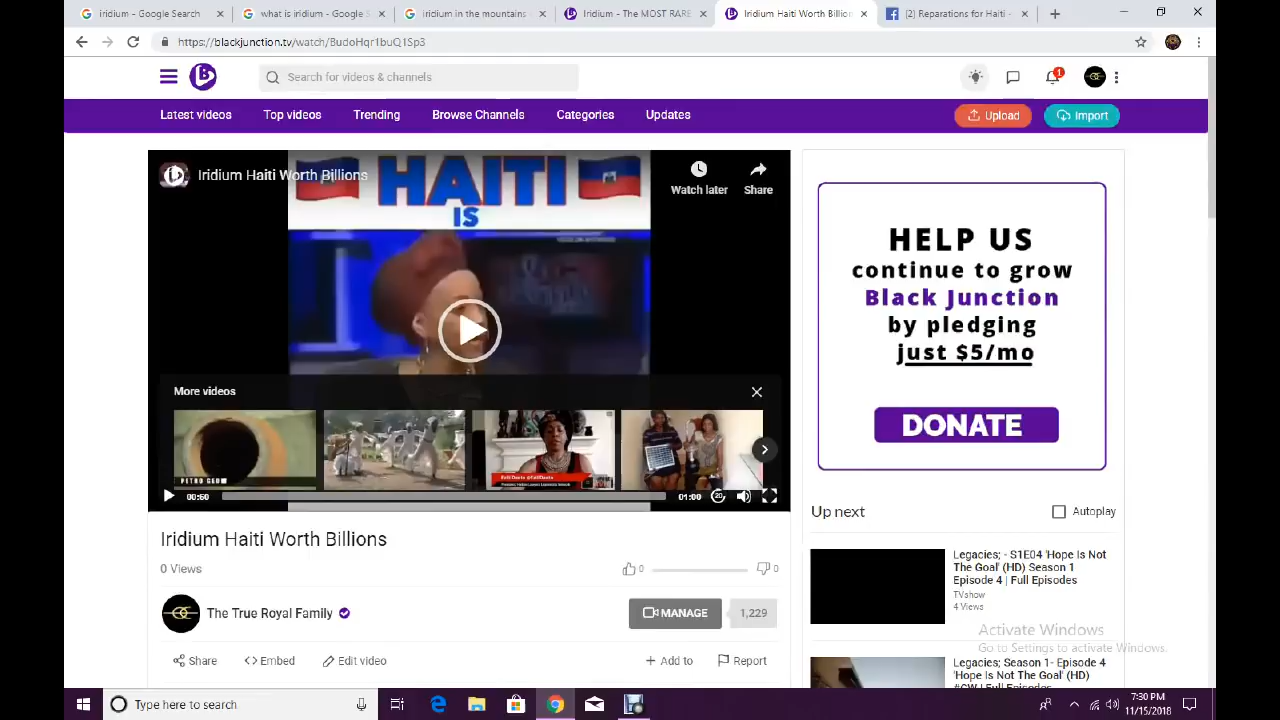 iridium - Google Search
what is iridium - Google S
iridium in the mountains
Iridium - The MOST RARE
Iridium Haiti Worth Billion
[2] Reparations for Haiti -
https://blackjunction.tv/watch/BudoHqr1buQ1Sp3
Search for videos & channels
1
Latest videos
Top videos
Trending
Browse Channels
Categories
Updates
Upload
Import
Iridium Haiti Worth Billions
HAITI
IS
Watch later
Share
More videos
PETRO GED
00:50
01:00
20
HELP US
continue to grow
Black Junction
by pledging
just $5/mo
DONATE
Iridium Haiti Worth Billions
0 Views
0
0
The True Royal Family
MANAGE
1,229
Share
Embed
Edit video
Add to
Report
Up next
Autoplay
Legacies; - S1E04 'Hope Is Not
The Goal' (HD) Season 1
Episode 4 | Full Episodes
TVshow
4 Views
Legacies; Season 1- Episode 4
'Hope Is Not The Goal' (HD)
#CW | Full Episodes
Activate Windows
Go to Settings to activate Windows.
Type here to search
7:30 PM
11/15/2018